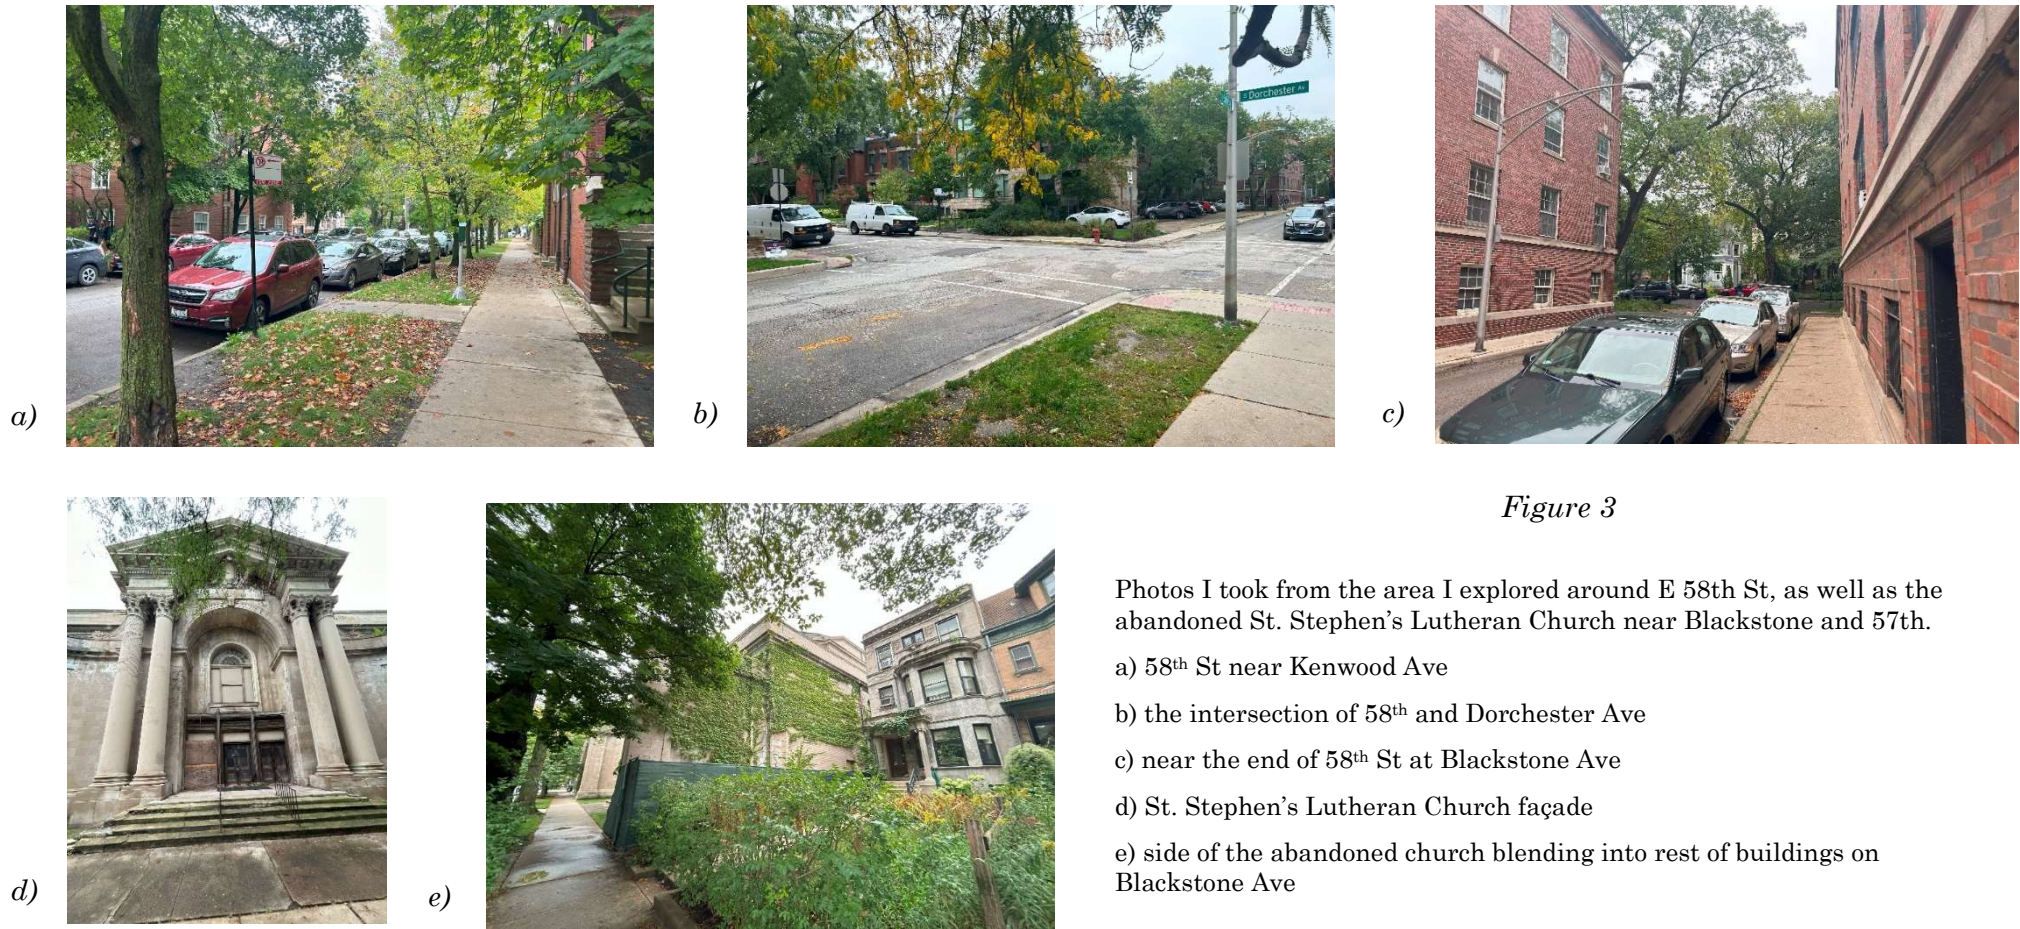 S Dorchester Av
a)
b)
c)
Figure 3
Photos I took from the area I explored around E 58th St, as well as the
abandoned St. Stephen’s Lutheran Church near Blackstone and 57th.
a) 58th St near Kenwood Ave
b) the intersection of 58th and Dorchester Ave
c) near the end of 58th St at Blackstone Ave
d) St. Stephen’s Lutheran Church façade
e) side of the abandoned church blending into rest of buildings on
Blackstone Ave
d)
e)